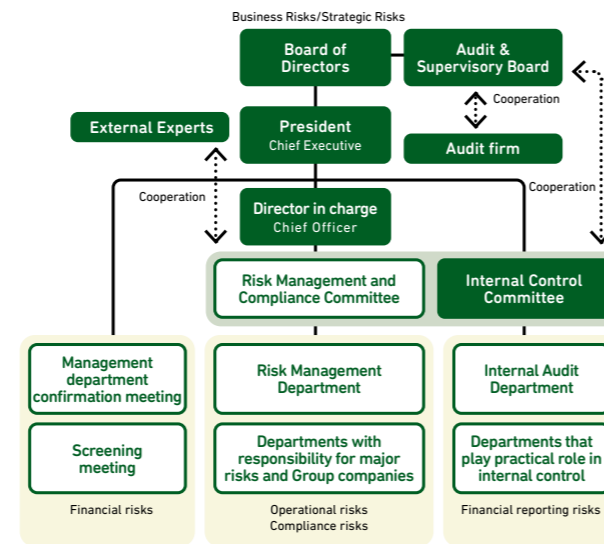 Business Risks/Strategic Risks
Board of
Directors
Audit &
Supervisory Board
Cooperation
External Experts
President
Chief Executive
Audit firm
Cooperation
Cooperation
Director in charge
Chief Officer
Risk Management and
Compliance Committee
Internal Control
Committee
Management
department
confirmation meeting
Risk Management
Department
Internal Audit
Department
Screening
meeting
Departments with
responsibility for major
risks and Group companies
Departments that
play practical role in
internal control
Financial risks
Operational risks
Compliance risks
Financial reporting risks